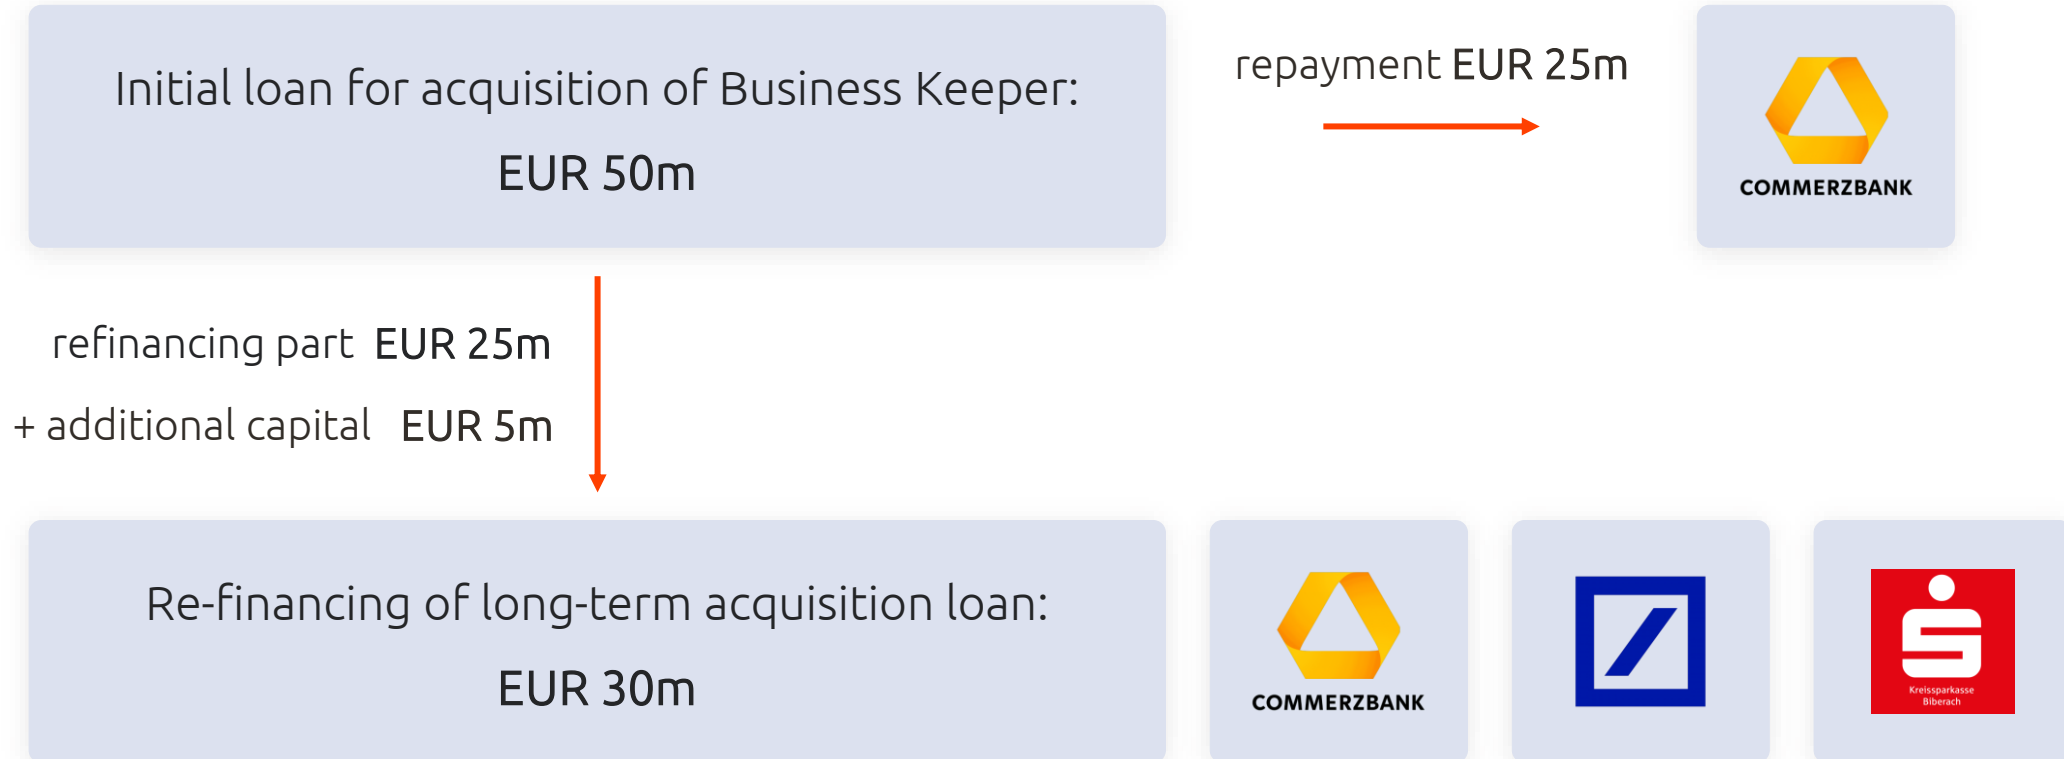 Initial loan for acquisition of Business Keeper:
EUR 50m
repayment EUR 25m
COMMERZBANK
refinancing part EUR 25m
+ additional capital EUR 5m
Re-financing of long-term acquisition loan:
EUR 30m
COMMERZBANK
Kreissparkasse
Biberach